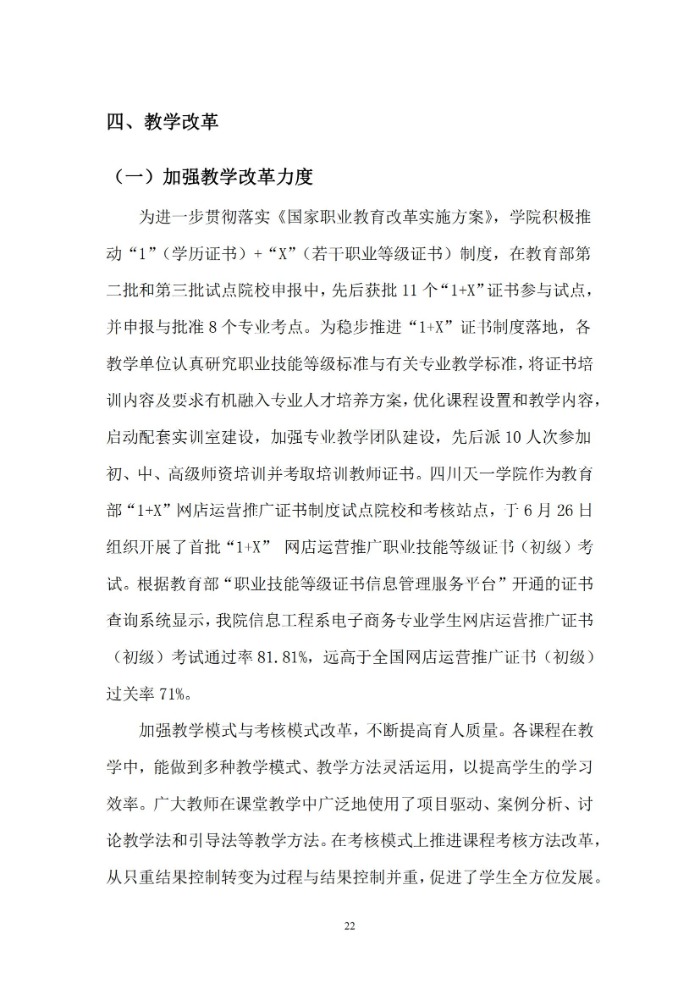 四、教学改革
（一）加强教学改革力度
为进一步贯彻落实《国家职业教育改革实施方案》，学院积极推
动“1”（学历证书）+“X”（若干职业等级证书）制度，在教育部第
二批和第三批试点院校申报中，先后获批 11 个“1+X”证书参与试点，
并申报与批准 8 个专业考点。为稳步推进“1+X”证书制度落地，各
教学单位认真研究职业技能等级标准与有关专业教学标准，将证书培
训内容及要求有机融入专业人才培养方案，优化课程设置和教学内容，
启动配套实训室建设，加强专业教学团队建设，先后派 10 人次参加
初、中、高级师资培训并考取培训教师证书。四川天一学院作为教育
部“1+X”网店运营推广证书制度试点院校和考核站点，于 6 月 26 日
组织开展了首批“1+X” 网店运营推广职业技能等级证书（初级）考
试。根据教育部“职业技能等级证书信息管理服务平台”开通的证书
查询系统显示，我院信息工程系电子商务专业学生网店运营推广证书
（初级）考试通过率 81.81%，远高于全国网店运营推广证书（初级）
过关率 71%。
加强教学模式与考核模式改革，不断提高育人质量。各课程在教
学中，能做到多种教学模式、教学方法灵活运用，以提高学生的学习
效率。广大教师在课堂教学中广泛地使用了项目驱动、案例分析、讨
论教学法和引导法等教学方法。在考核模式上推进课程考核方法改革，
从只重结果控制转变为过程与结果控制并重，促进了学生全方位发展。
22